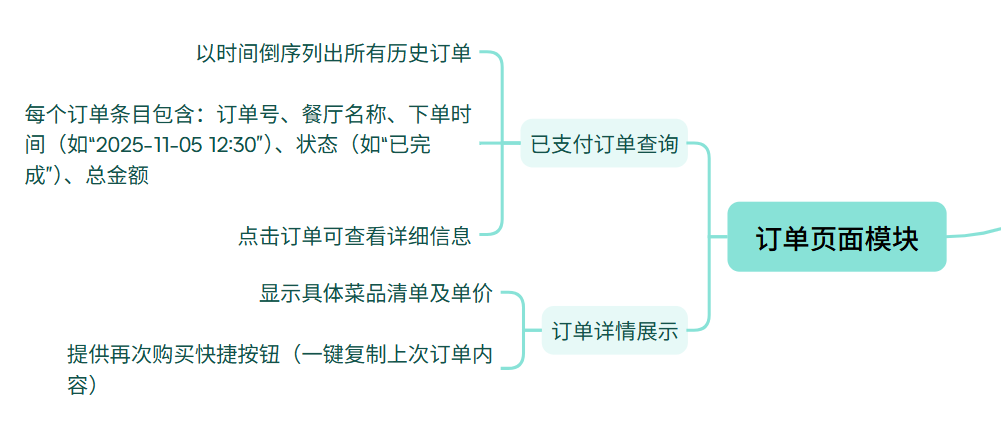 以时间倒序列出所有历史订单
每个订单条目包含：订单号、餐厅名称、下单时
间（如“2025-11-05 12:30”）、状态（如“已完
成”）、总金额
点击订单可查看详细信息
已支付订单查询
显示具体菜品清单及单价
提供再次购买快捷按钮（一键复制上次订单内
容）
订单详情展示
订单页面模块